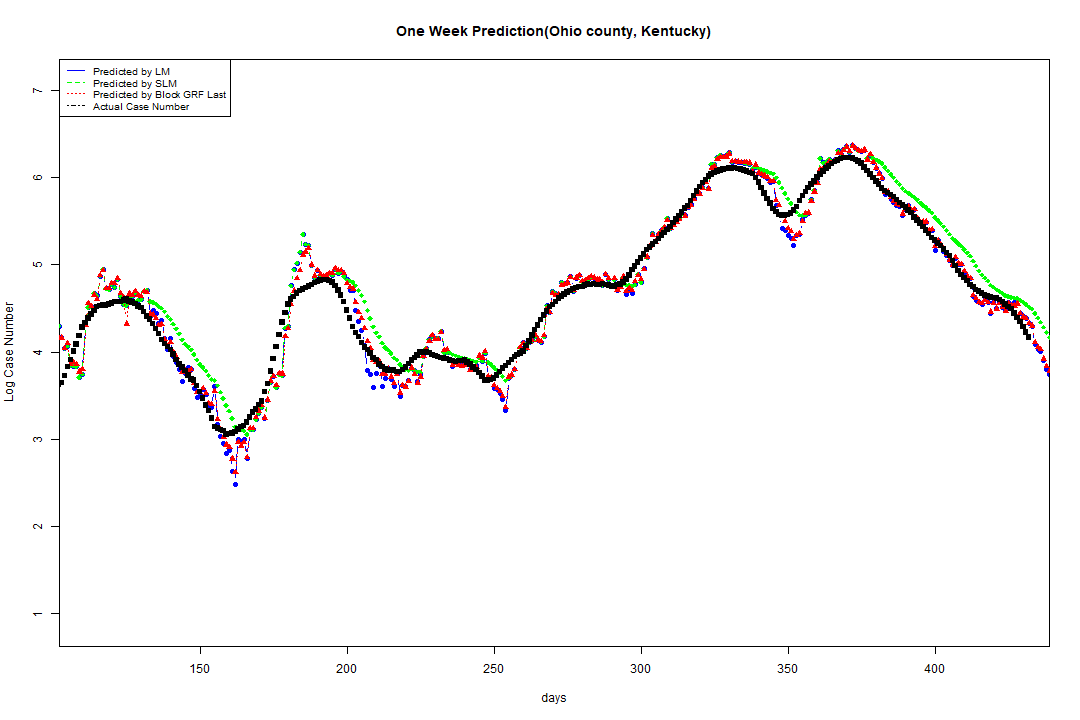 One Week Prediction(Ohio county, Kentucky)
Predicted by LM
Predicted by SLM
Predicted by Block GRF Last
Actual Case Number
Log Case Number
7
6
5
4
3
2
1
150 200 250 300 350 400
days